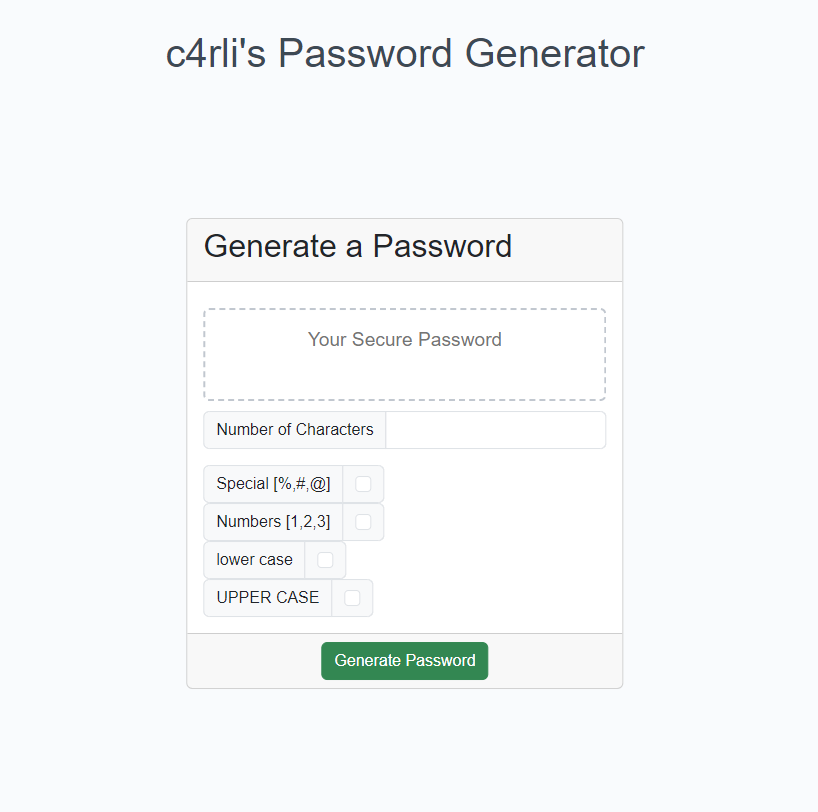 c4rli's Password Generator
Generate a Password
Your Secure Password
Number of Characters
Special [%,#,@]
Numbers [1,2,3]
lower case
UPPER CASE
Generate Password